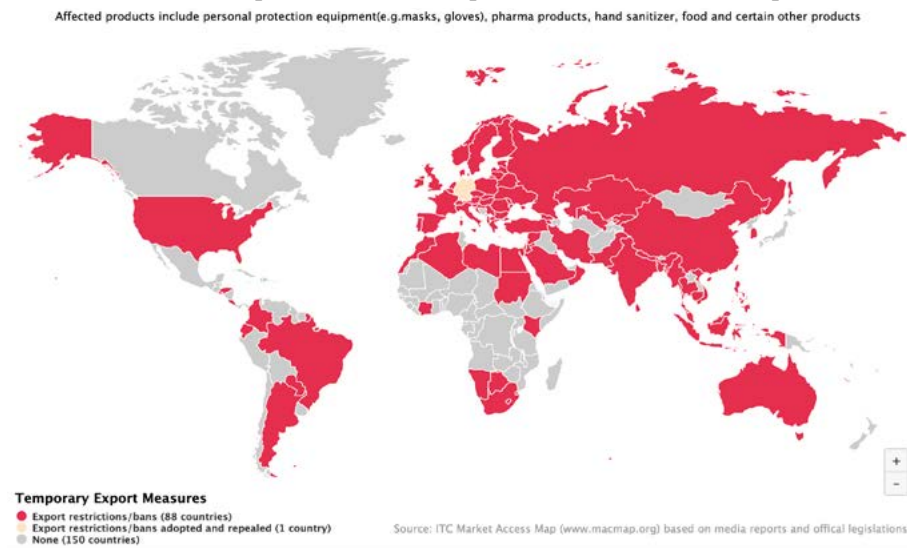 Affected products include personal protection equipment(e.g.masks, gloves), pharma products, hand sanitizer, food and certain other products
+
−
Temporary Export Measures
Export restrictions/bans (88 countries)
Export restrictions/bans adopted and repealed (1 country)
None (150 countries)
Source: ITC Market Access Map (www.macmap.org) based on media reports and offical legislations